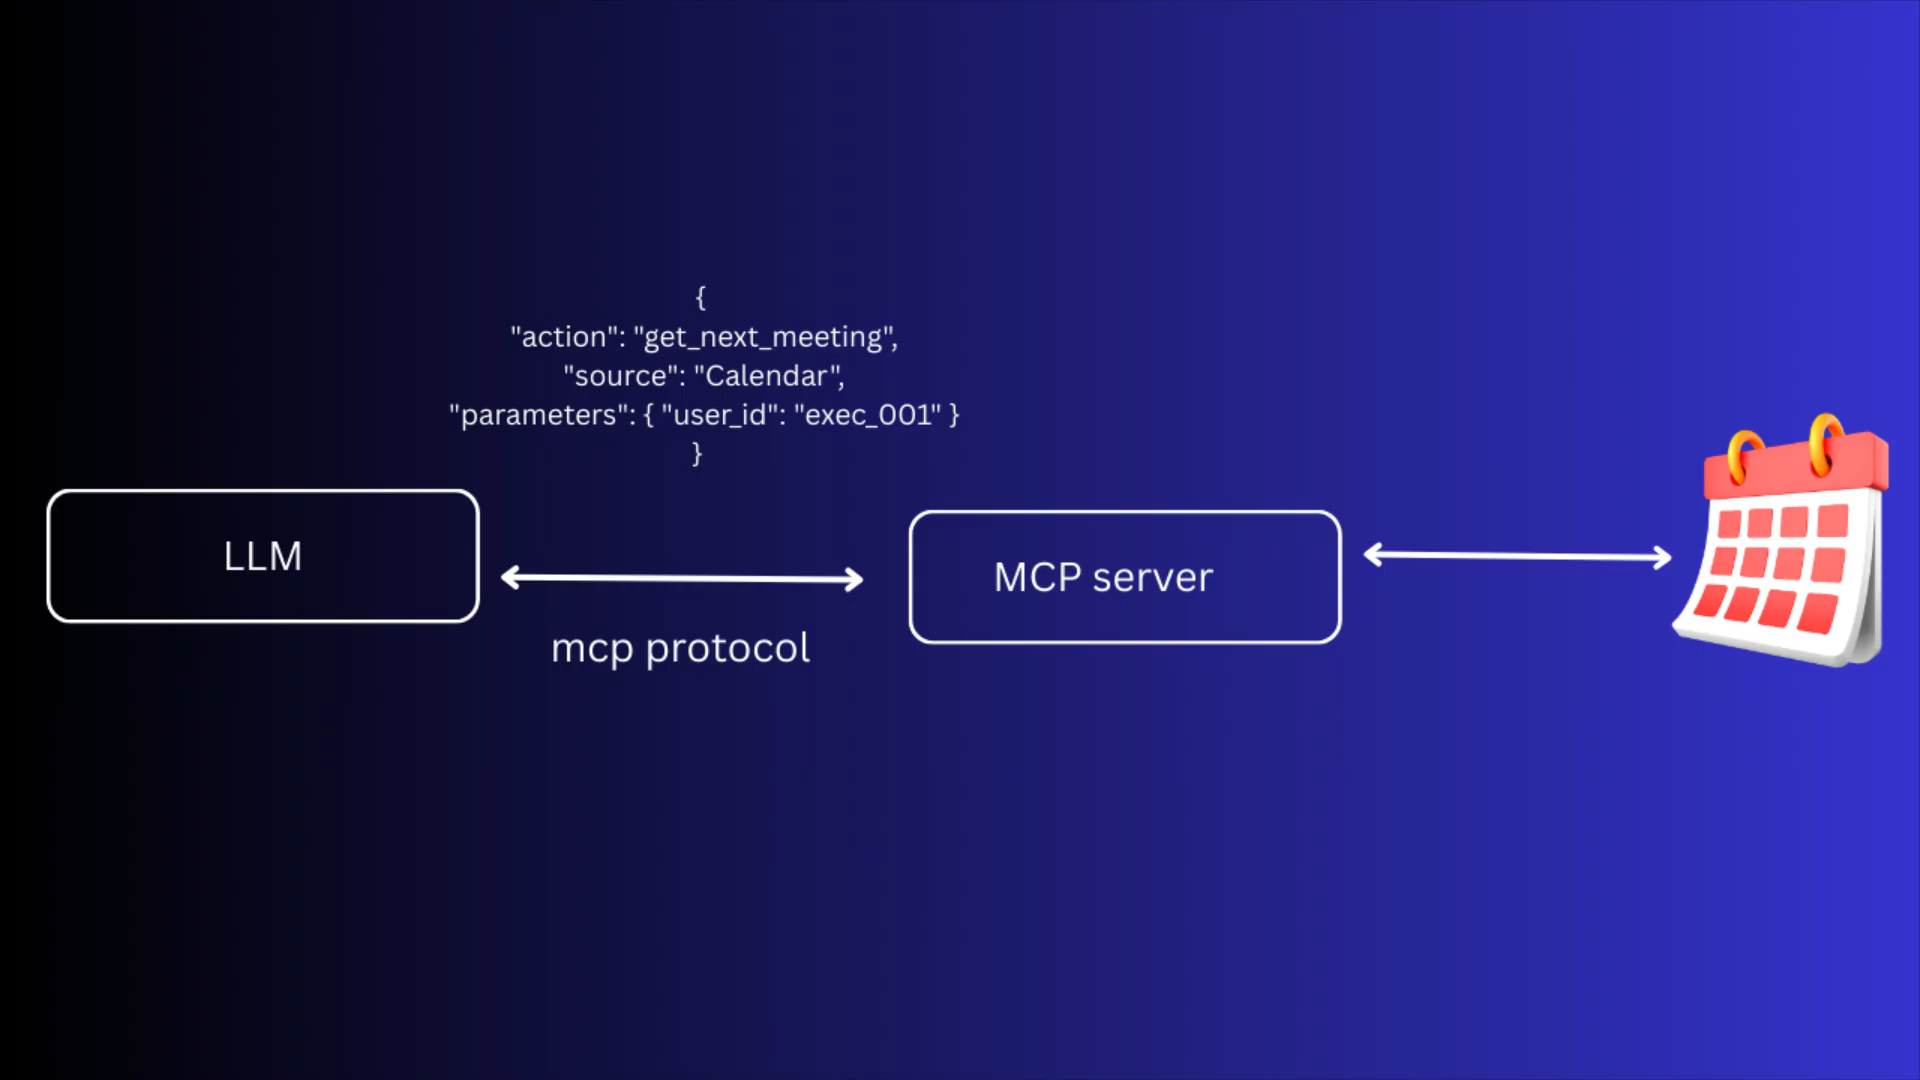 {
"action": "get_next_meeting",
"source": "Calendar",
"parameters": { "user_id": "exec_001" }
}
LLM
MCP server
mcp protocol